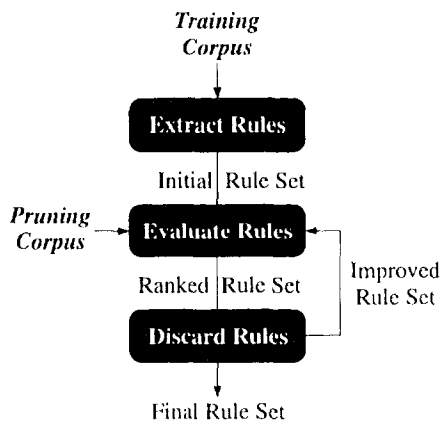 Training
Corpus
Extract Rules
Initial Rule Set
Pruning
Corpus
Evaluate Rules
Improved
Rule Set
Ranked Rule Set
Discard Rules
Final Rule Set